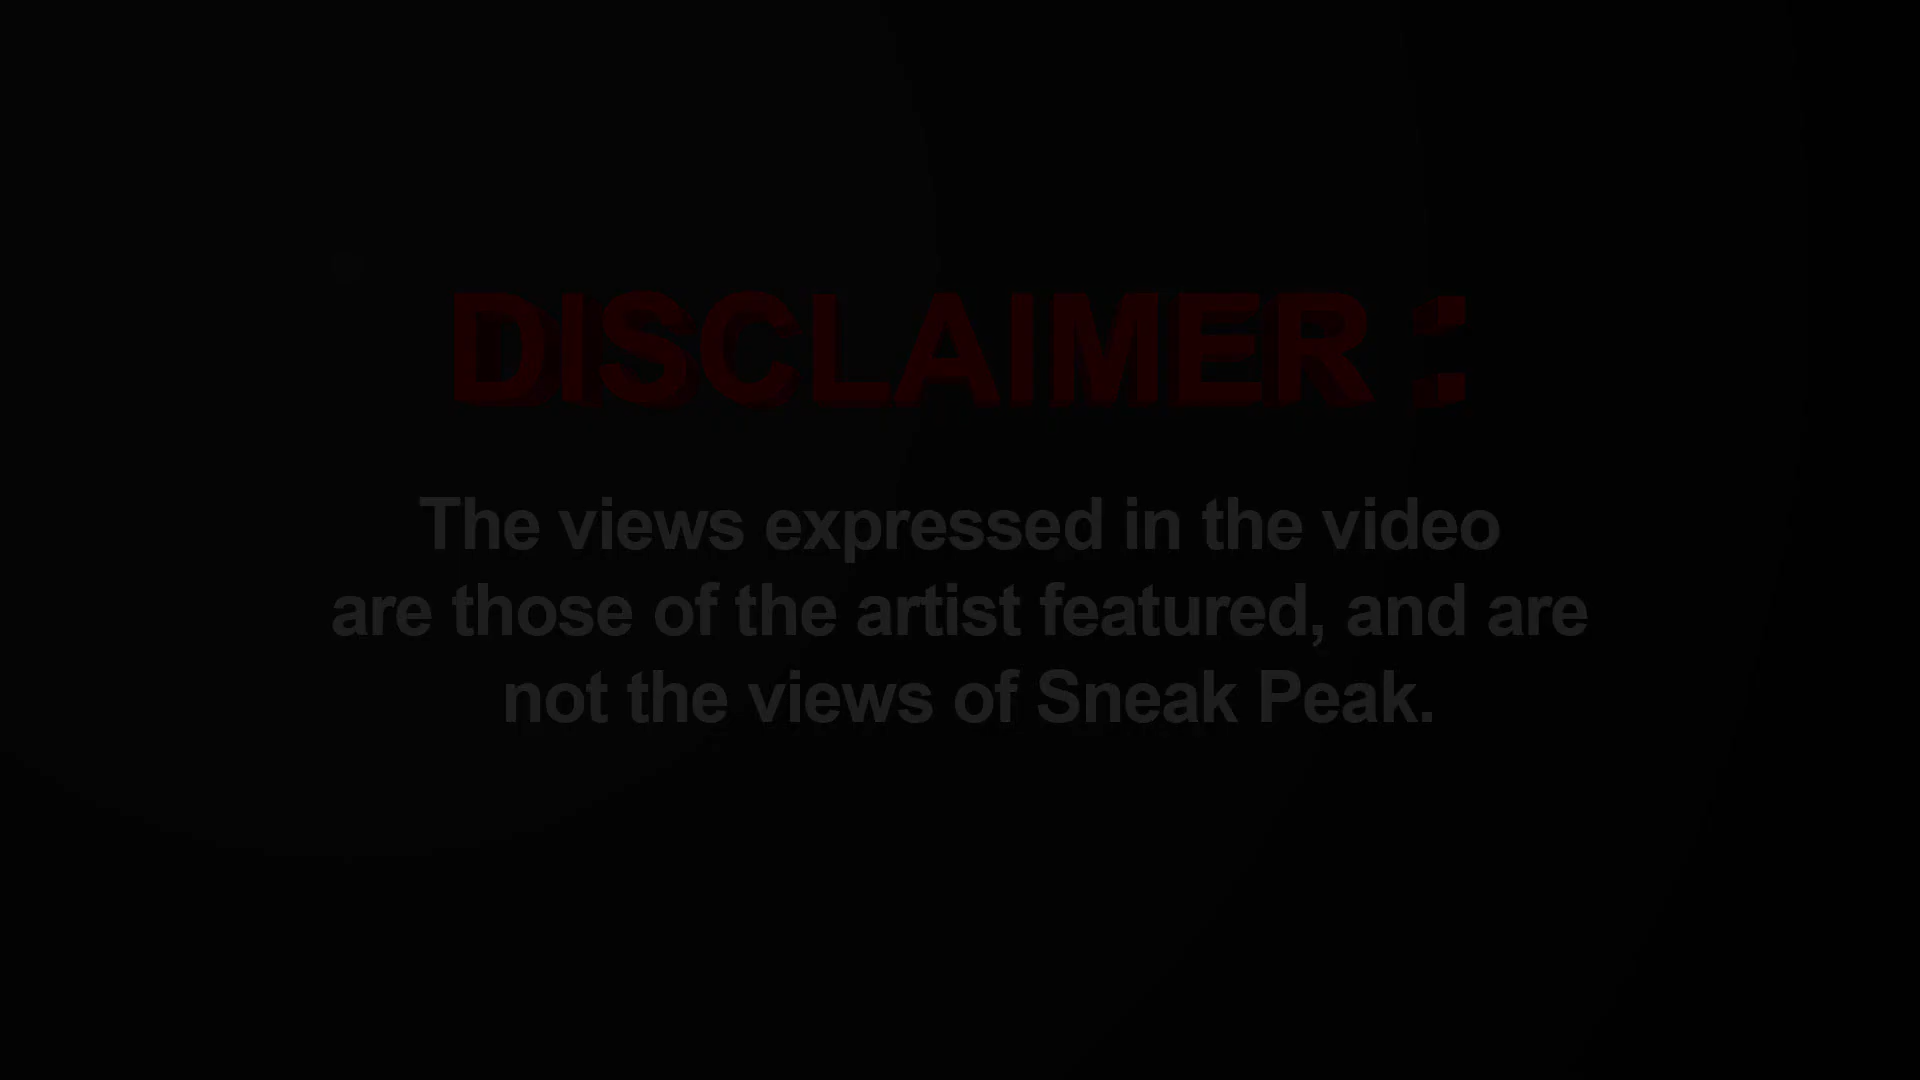 DISCLAIMER :
The views expressed in the video
are those of the artist featured, and are
not the views of Sneak Peak.